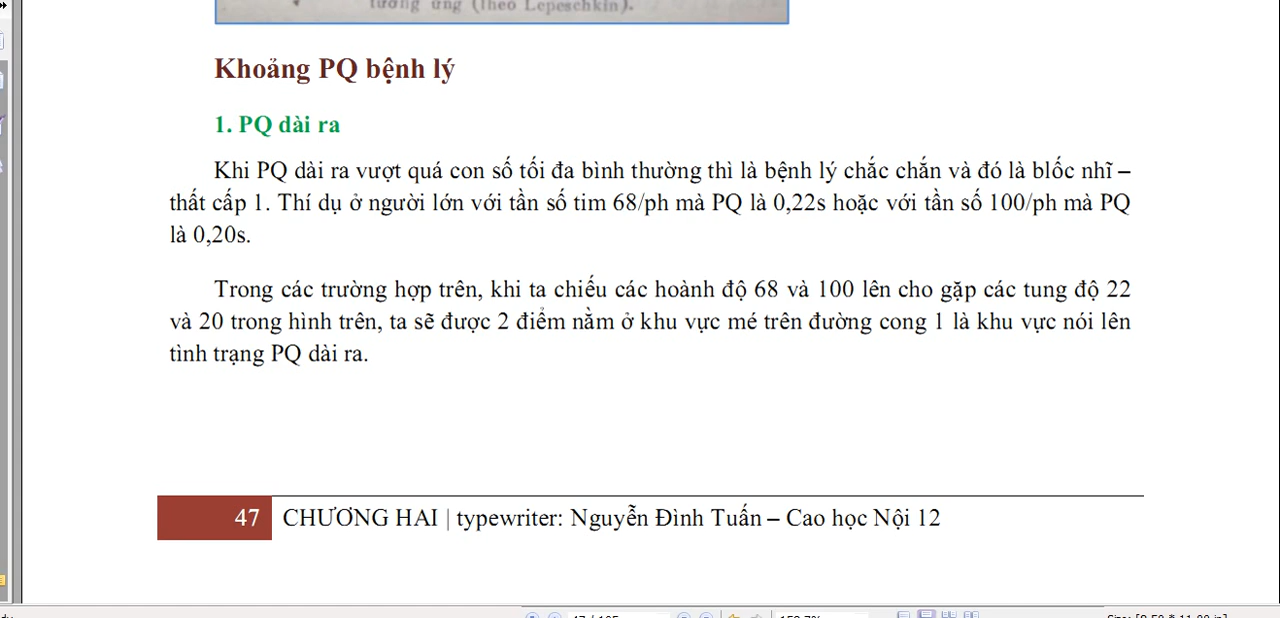 tương ứng (Theo Lepeschkin).
Khoảng PQ bệnh lý
1. PQ dài ra
Khi PQ dài ra vượt quá con số tối đa bình thường thì là bệnh lý chắc chắn và đó là blốc nhĩ –
thất cấp 1. Thí dụ ở người lớn với tần số tim 68/ph mà PQ là 0,22s hoặc với tần số 100/ph mà PQ
là 0,20s.
Trong các trường hợp trên, khi ta chiếu các hoành độ 68 và 100 lên cho gặp các tung độ 22
và 20 trong hình trên, ta sẽ được 2 điểm nằm ở khu vực mé trên đường cong 1 là khu vực nói lên
tình trạng PQ dài ra.
47 CHƯƠNG HAI | typewriter: Nguyễn Đình Tuấn – Cao học Nội 12